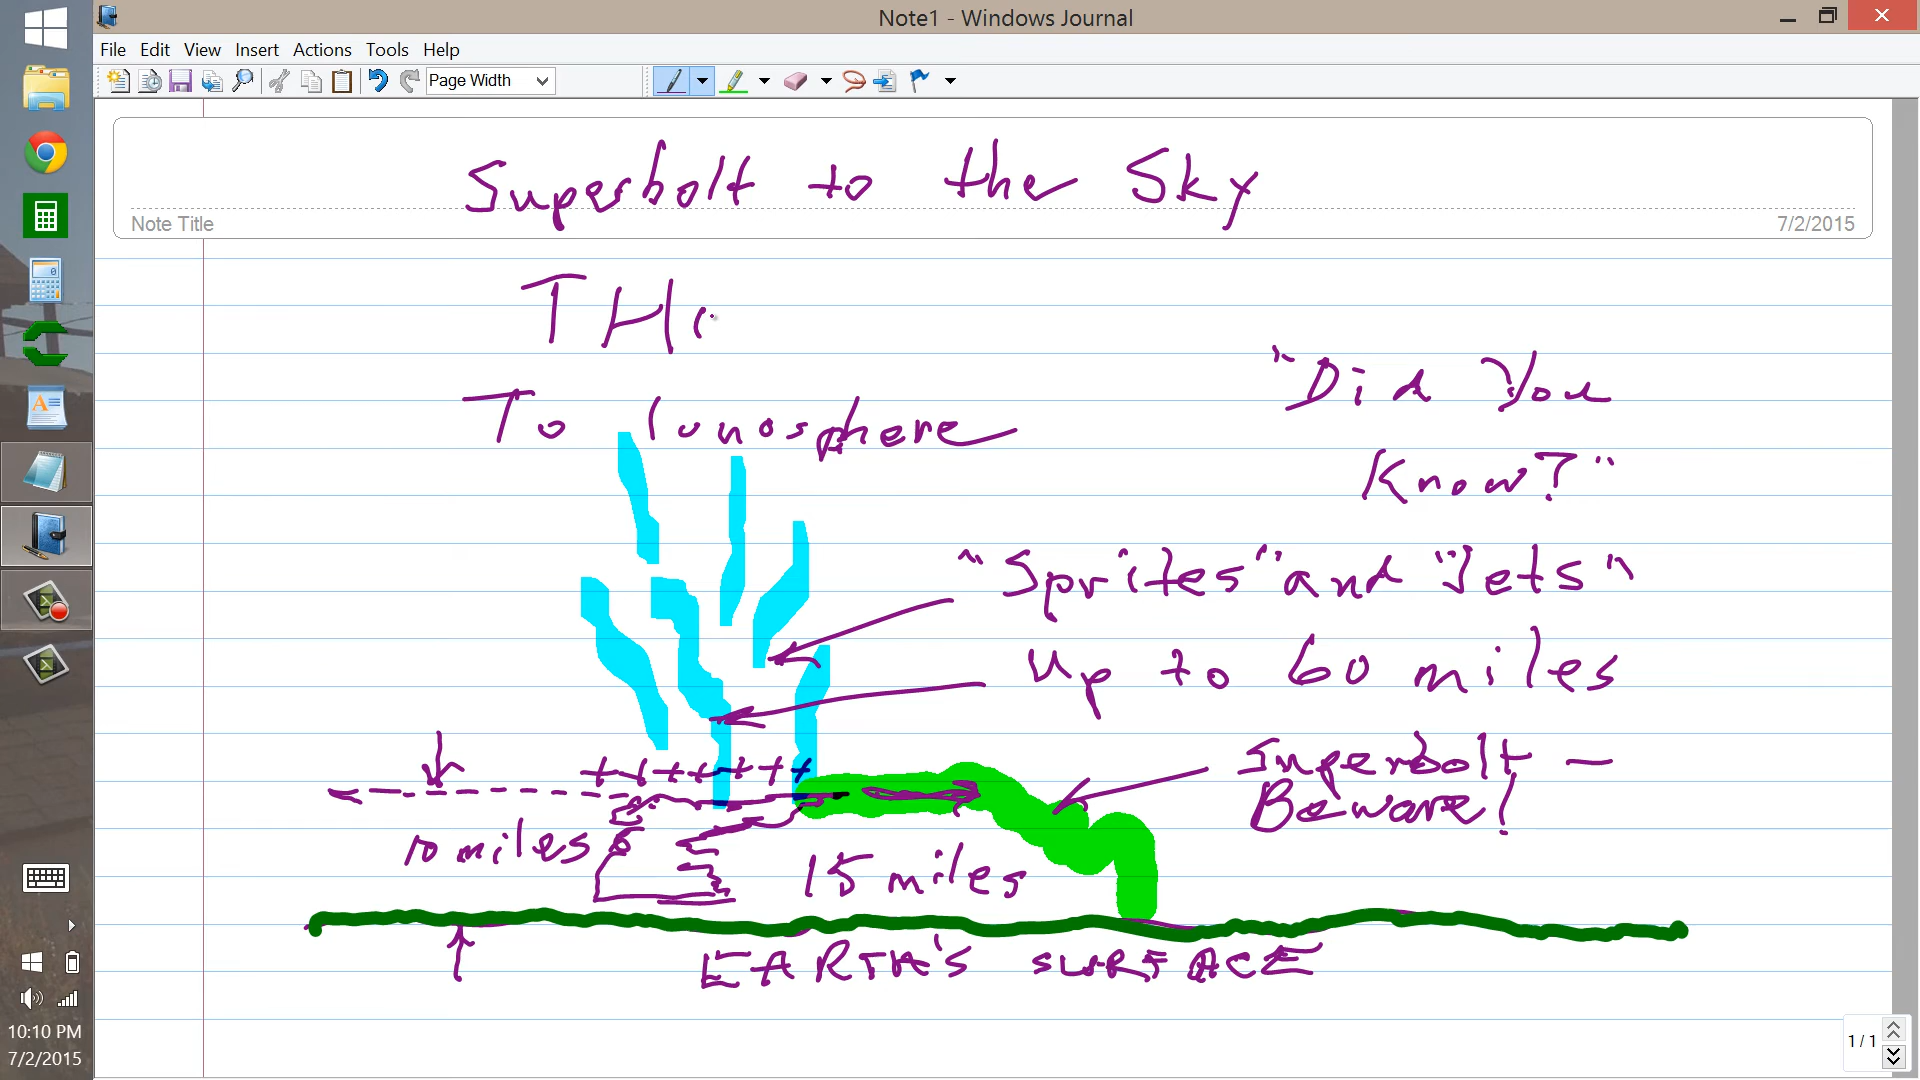 Note1 - Windows Journal
File Edit View Insert Actions Tools Help
Page Width
Superbolt to the Sky
Note Title
7/2/2015
THI
"Did You
To Ionosphere
Know?"
"Sprites" and "Jets"
Up to 60 miles
++++++
Superbolt —
Beware!
10 miles
15 miles
EARTH'S SURFACE
10:10 PM
7/2/2015
1 / 1